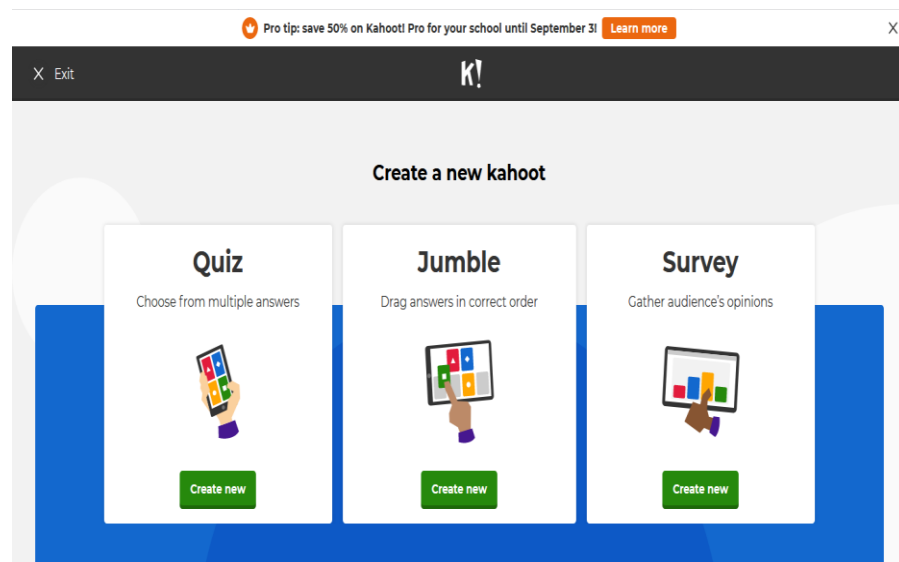 Pro tip: save 50% on Kahoot! Pro for your school until September 3! Learn more X
X Exit K!
Create a new kahoot
Quiz Jumble Survey
Choose from multiple answers Drag answers in correct order Gather audience's opinions
Create new Create new Create new